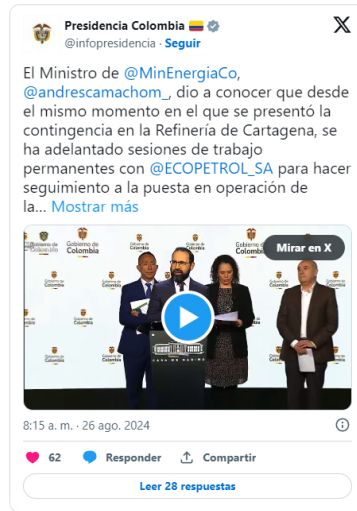 Presidencia Colombia
@infopresidencia · Seguir
El Ministro de @MinEnergiaCo,
@andrescamachom_, dio a conocer que desde
el mismo momento en el que se presentó la
contingencia en la Refinería de Cartagena, se
ha adelantado sesiones de trabajo
permanentes con @ECOPETROL_SA para hacer
seguimiento a la puesta en operación de
la... Mostrar más
Mirar en X
Gobierno de
Colombia
CASA DE NARIÑO
8:15 a. m. · 26 ago. 2024
62 Responder Compartir
Leer 28 respuestas